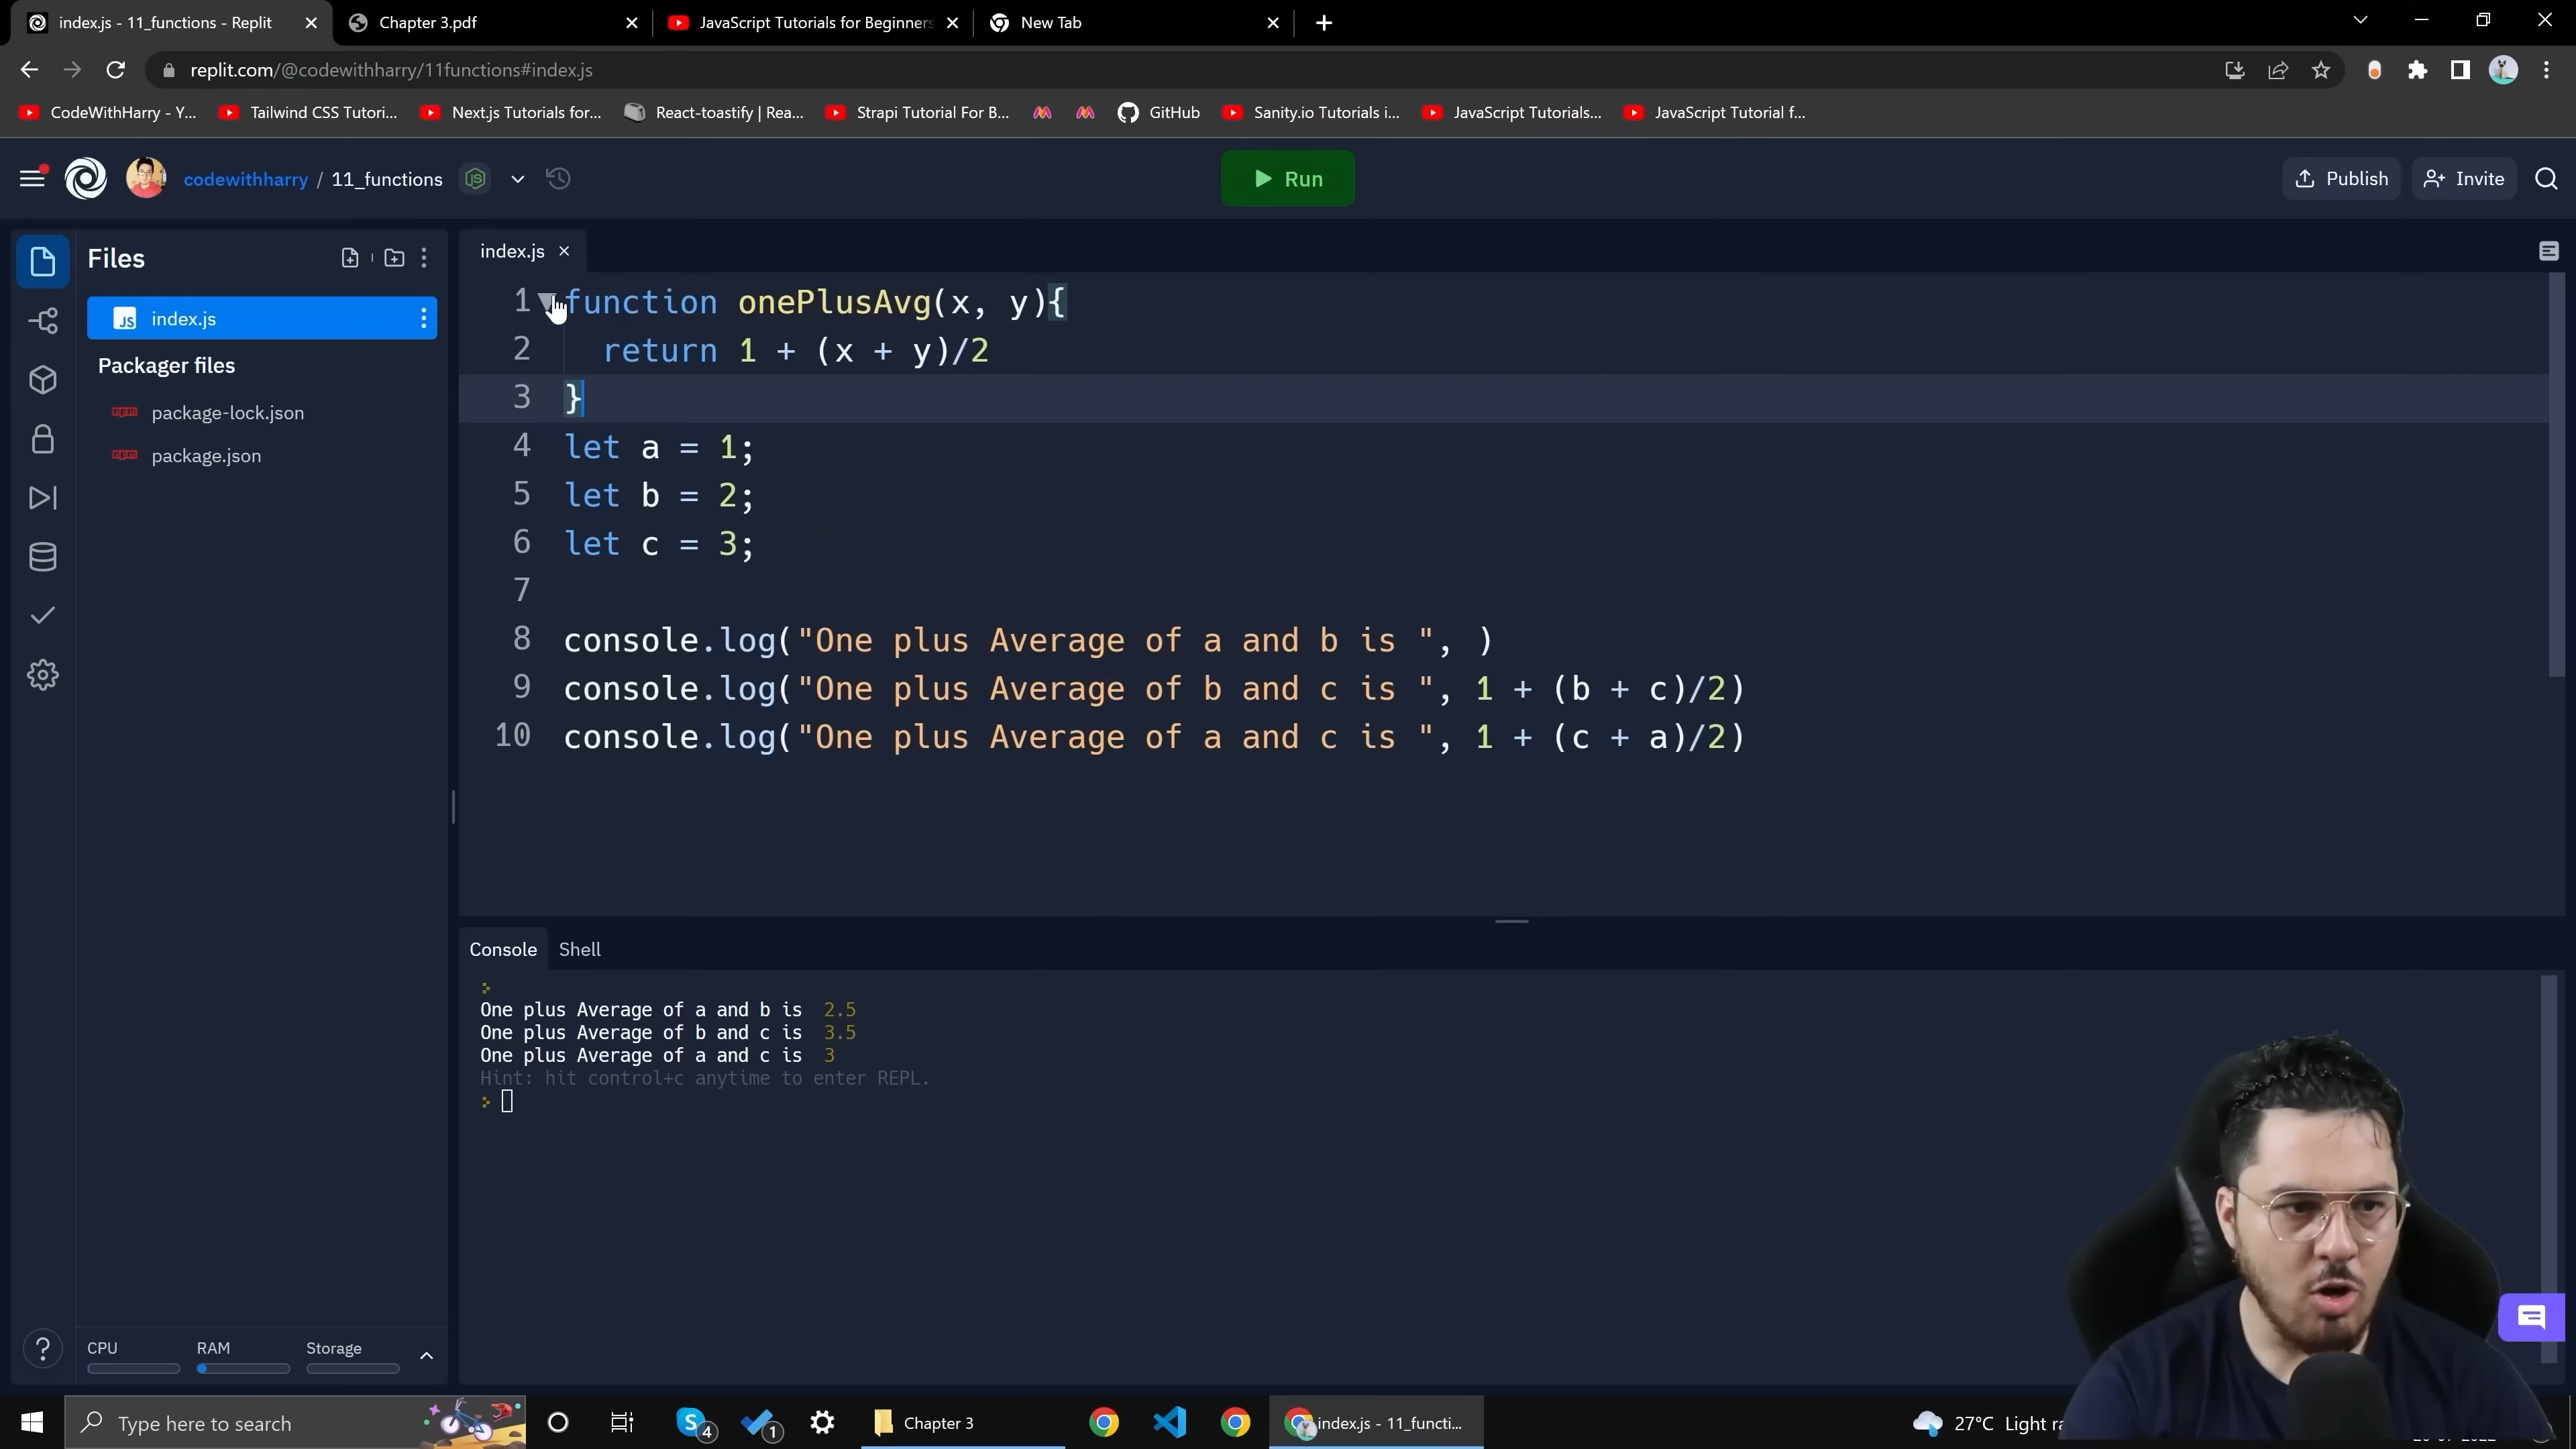 index.js - 11_functions - Replit
Chapter 3.pdf
JavaScript Tutorials for Beginners
New Tab
replit.com/@codewithharry/11functions#index.js
CodeWithHarry - Y...
Tailwind CSS Tutori...
Next.js Tutorials for...
React-toastify | Rea...
Strapi Tutorial For B...
GitHub
Sanity.io Tutorials i...
JavaScript Tutorials...
JavaScript Tutorial f...
codewithharry / 11_functions
Run
Publish
Invite
Files
index.js
Packager files
package-lock.json
package.json
index.js
1 function onePlusAvg(x, y){
2 return 1 + (x + y)/2
3 }
4 let a = 1;
5 let b = 2;
6 let c = 3;
7
8 console.log("One plus Average of a and b is ", )
9 console.log("One plus Average of b and c is ", 1 + (b + c)/2)
10 console.log("One plus Average of a and c is ", 1 + (c + a)/2)
Console
Shell
One plus Average of a and b is 2.5
One plus Average of b and c is 3.5
One plus Average of a and c is 3
Hint: hit control+c anytime to enter REPL.
>
CPU
RAM
Storage
?
Type here to search
S
4
1
Chapter 3
index.js - 11_functi...
27°C Light